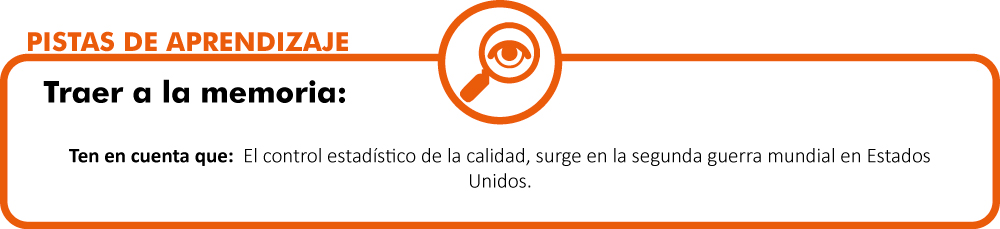 PISTAS DE APRENDIZAJE
Traer a la memoria:
Ten en cuenta que: El control estadístico de la calidad, surge en la segunda guerra mundial en Estados
Unidos.